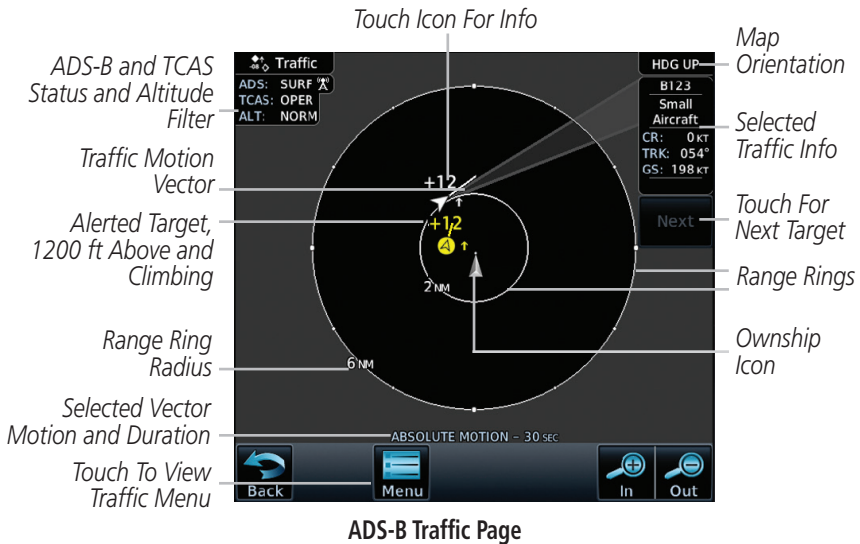 Touch Icon For Info
Map
Orientation
ADS-B and TCAS
Status and Altitude
Filter
Traffic
ADS: SURF
TCAS: OPER
ALT: NORM
HDG UP
B123
Small
Aircraft
CR: 0 KT
TRK: 054°
GS: 198 KT
Selected
Traffic Info
Traffic Motion
Vector
+12
Alerted Target,
1200 ft Above and
Climbing
+12
Next
Touch For
Next Target
Range Rings
2 NM
Ownship
Icon
Range Ring
Radius
6 NM
Selected Vector
Motion and Duration
ABSOLUTE MOTION – 30 SEC
Touch To View
Traffic Menu
Back
Menu
In
Out
ADS-B Traffic Page